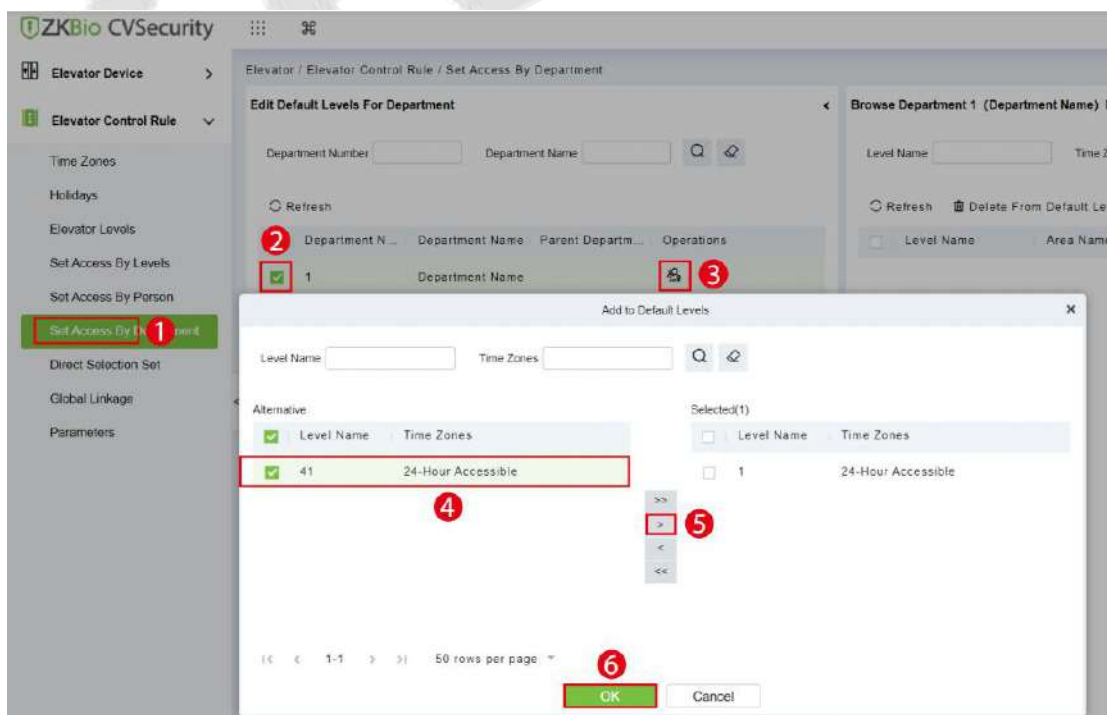 ZKBio CVSecurity
Elevator Device
Elevator Control Rule
Time Zones
Holidays
Elevator Levels
Set Access By Levels
Set Access By Person
Set Access By
1
Direct Selection Set
Global Linkage
Parameters
Elevator / Elevator Control Rule / Set Access By Department
Edit Default Levels For Department
Department Number
Department Name
Refresh
2
Department N... Department Name Parent Departm... Operations
1 Department Name
3
Browse Department 1 (Department Name)
Level Name
Time
Refresh Delete From Default Le
Level Name Area Name
Add to Default Levels
Level Name
Time Zones
Alternative
Level Name Time Zones
41 24-Hour Accessible
4
>>
>
<
<<
5
Selected(1)
Level Name Time Zones
1 24-Hour Accessible
|< < 1-1 > >| 50 rows per page
6
OK Cancel